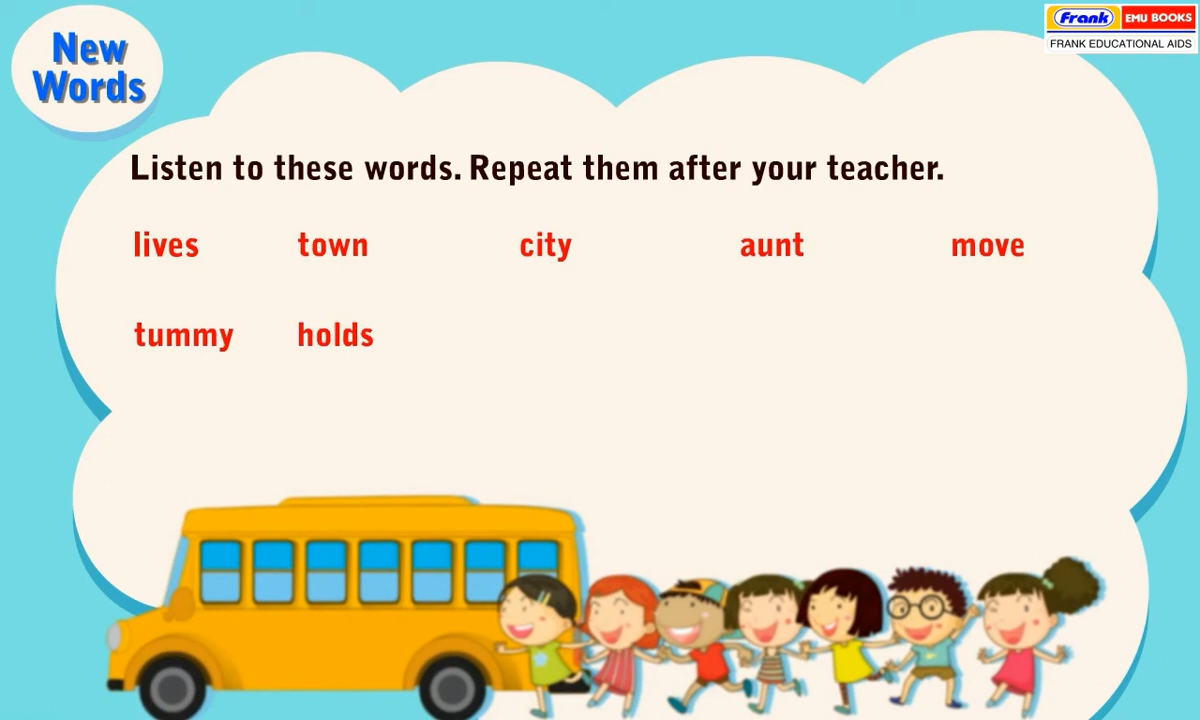 New
Words
Frank EMU BOOKS
FRANK EDUCATIONAL AIDS
Listen to these words. Repeat them after your teacher.
lives town city aunt move
tummy holds